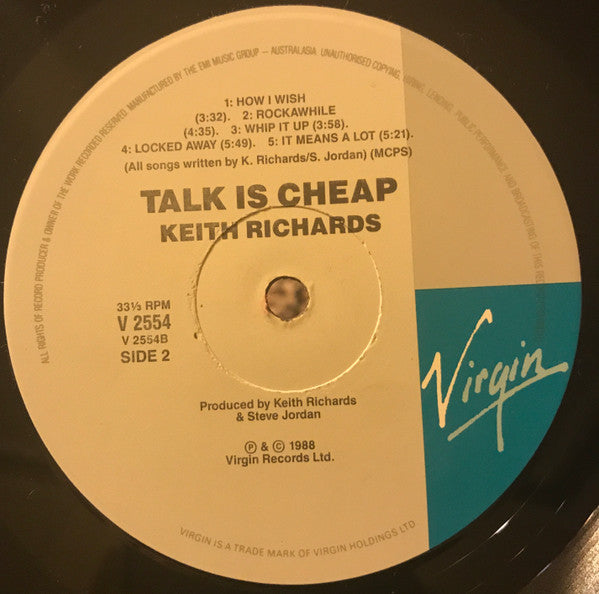 ALL RIGHTS OF RECORD PRODUCER & OWNER OF THE WORK RECORDED RESERVED. MANUFACTURED BY THE EMI MUSIC GROUP – AUSTRALASIA UNAUTHORISED COPYING, HIRING, LENDING, PUBLIC PERFORMANCE AND BROADCASTING OF THIS
1: HOW I WISH
(3:32). 2: ROCKAWHILE
(4:35). 3: WHIP IT UP (3:58).
4: LOCKED AWAY (5:49). 5: IT MEANS A LOT (5:21).
(All songs written by K. Richards/S. Jordan) (MCPS)
TALK IS CHEAP
KEITH RICHARDS
33⅓ RPM
V 2554
V 2554B
SIDE 2
Virgin
Produced by Keith Richards
& Steve Jordan
℗ & © 1988
Virgin Records Ltd.
VIRGIN IS A TRADE MARK OF VIRGIN HOLDINGS LTD